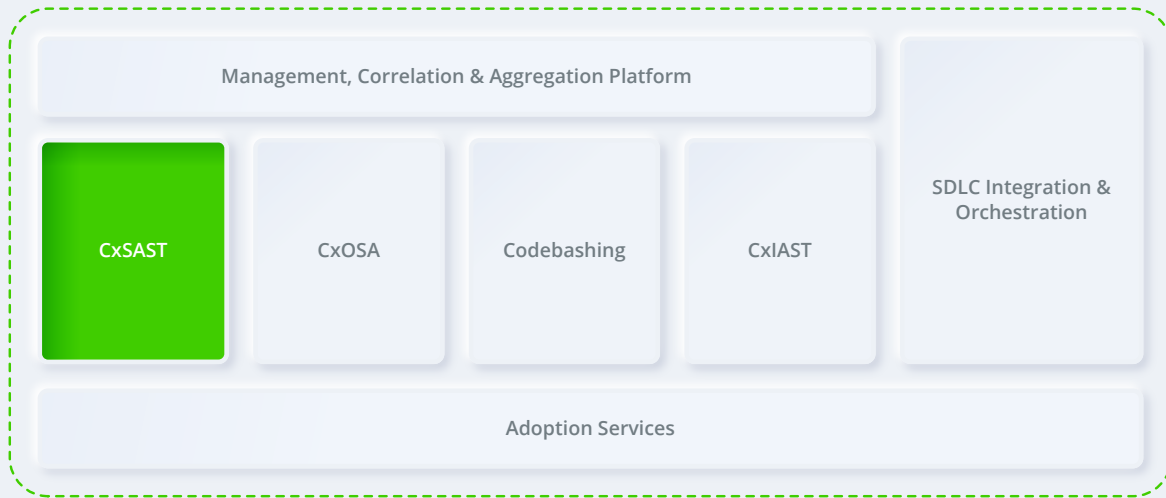 Management, Correlation & Aggregation Platform
CxSAST
CxOSA
Codebashing
CxIAST
SDLC Integration &
Orchestration
Adoption Services